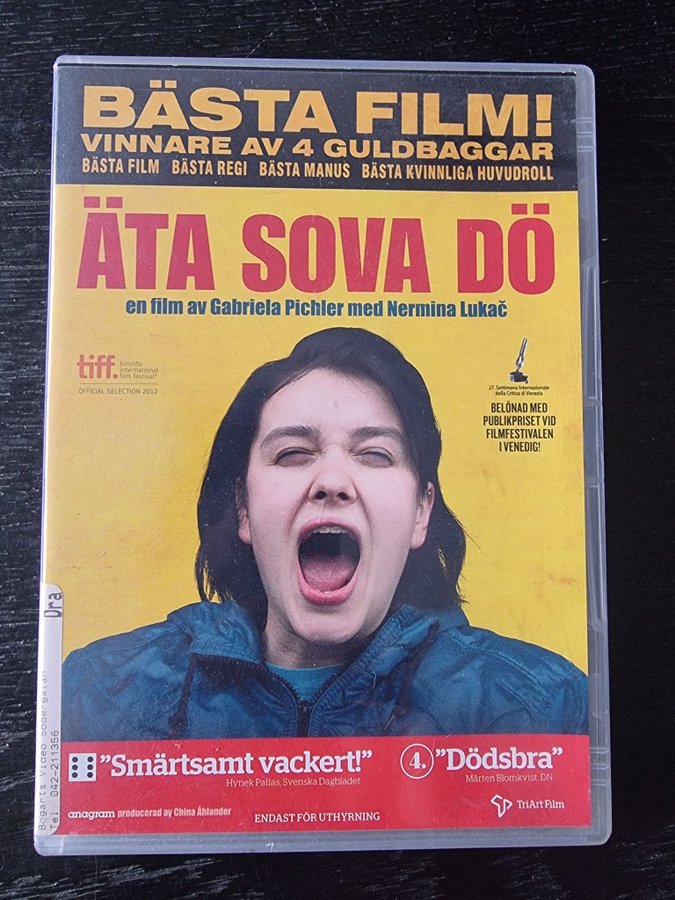 BÄSTA FILM!
VINNARE AV 4 GULDBAGGAR
BÄSTA FILM BÄSTA REGI BÄSTA MANUS BÄSTA KVINNLIGA HUVUDROLL
ÄTA SOVA DÖ
en film av Gabriela Pichler med Nermina Lukač
tiff. toronto
international
film festival®
OFFICIAL SELECTION 2012
27. Settimana Internazionale
della Critica di Venezia
BELÖNAD MED
PUBLIKPRISET VID
FILMFESTIVALEN
I VENEDIG!
Dra
Bogarts Video Södergatan
Tel: 042-211356
"Smärtsamt vackert!"
Hynek Pallas, Svenska Dagbladet
4. "Dödsbra"
Mårten Blomkvist, DN
anagram producerad av China Åhlander
ENDAST FÖR UTHYRNING
TriArt Film